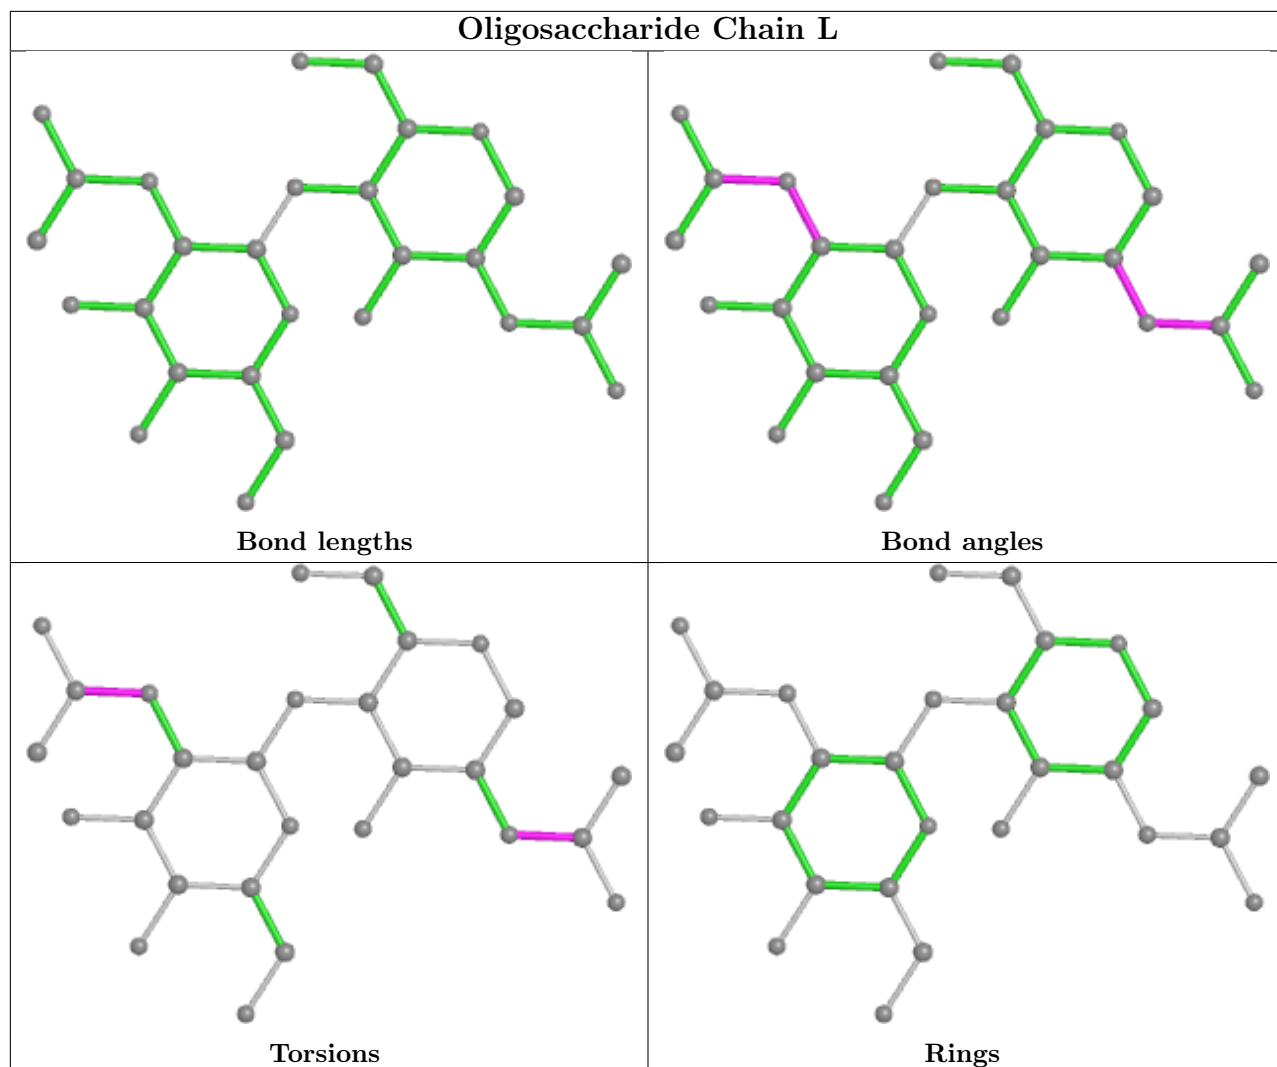 Oligosaccharide Chain L
Bond lengths
Bond angles
Torsions
Rings